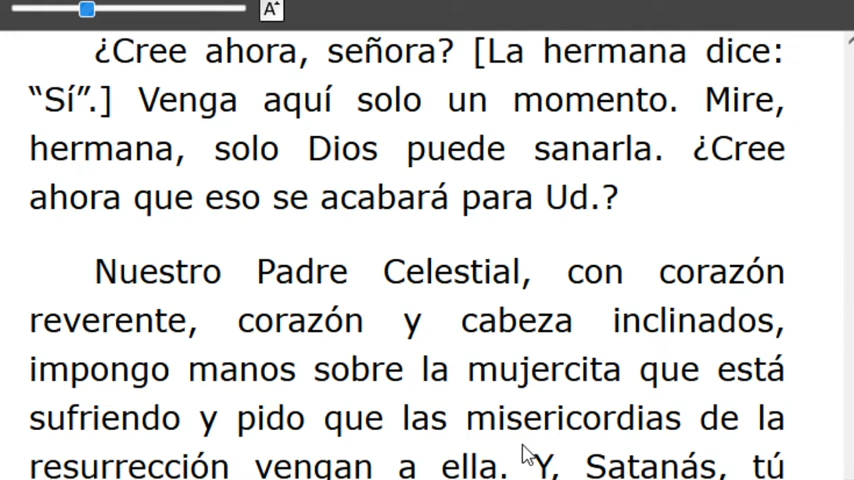 A
¿Cree ahora, señora? [La hermana dice:
“Sí”.] Venga aquí solo un momento. Mire,
hermana, solo Dios puede sanarla. ¿Cree
ahora que eso se acabará para Ud.?
Nuestro Padre Celestial, con corazón
reverente, corazón y cabeza inclinados,
impongo manos sobre la mujercita que está
sufriendo y pido que las misericordias de la
resurrección vengan a ella. Y, Satanás, tú